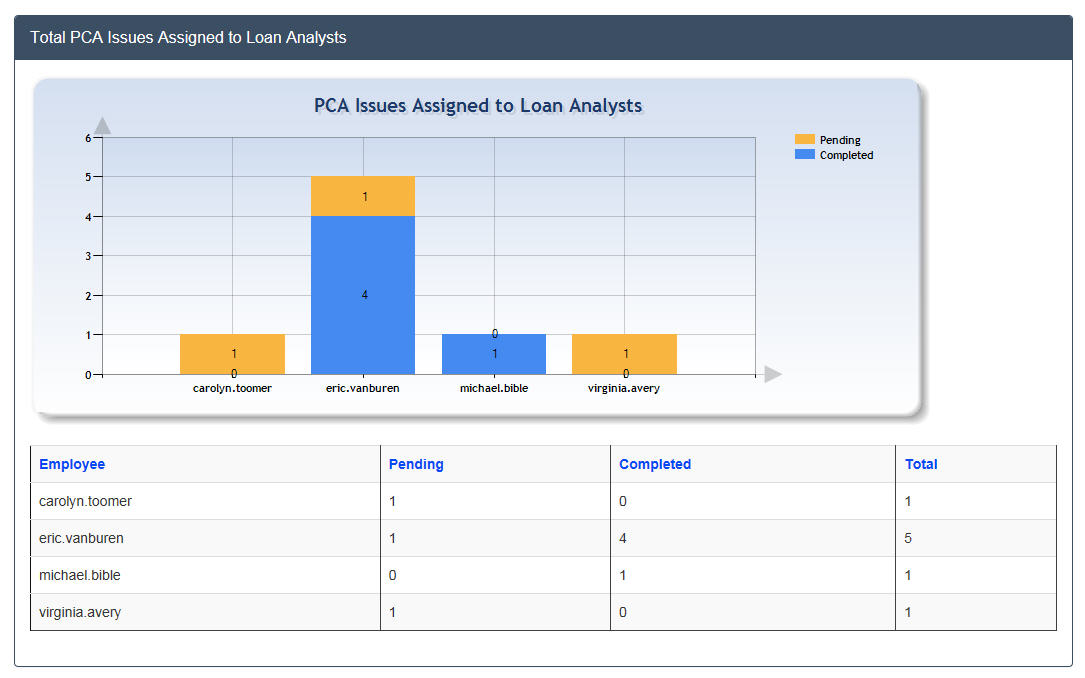 Total PCA Issues Assigned to Loan Analysts
PCA Issues Assigned to Loan Analysts
Pending
Completed
6
5
4
3
2
1
0
1
4
0
1 1 1
0 0
carolyn.toomer eric.vanburen michael.bible virginia.avery
Employee Pending Completed Total
carolyn.toomer 1 0 1
eric.vanburen 1 4 5
michael.bible 0 1 1
virginia.avery 1 0 1